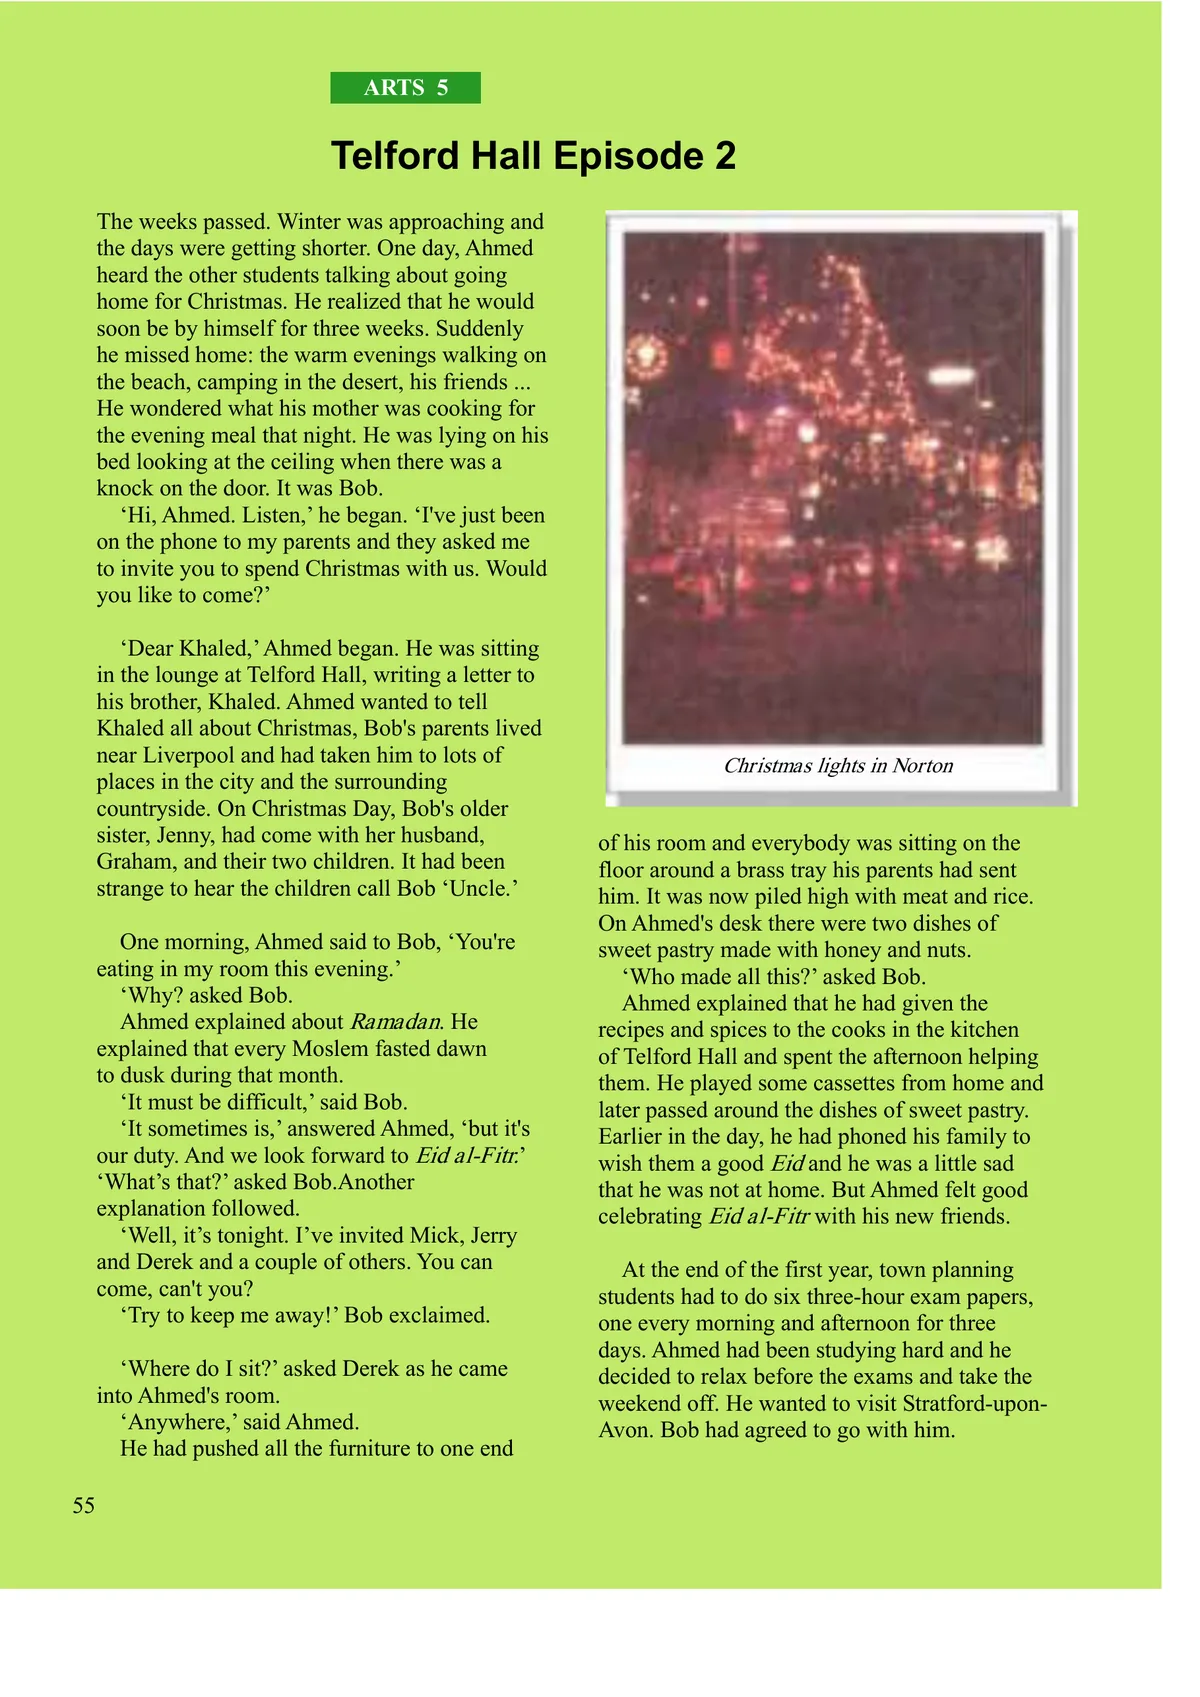 ARTS 5
Telford Hall Episode 2
The weeks passed. Winter was approaching and
the days were getting shorter. One day, Ahmed
heard the other students talking about going
home for Christmas. He realized that he would
soon be by himself for three weeks. Suddenly
he missed home: the warm evenings walking on
the beach, camping in the desert, his friends ...
He wondered what his mother was cooking for
the evening meal that night. He was lying on his
bed looking at the ceiling when there was a
knock on the door. It was Bob.
‘Hi, Ahmed. Listen,’ he began. ‘I've just been
on the phone to my parents and they asked me
to invite you to spend Christmas with us. Would
you like to come?’
‘Dear Khaled,’ Ahmed began. He was sitting
in the lounge at Telford Hall, writing a letter to
his brother, Khaled. Ahmed wanted to tell
Khaled all about Christmas, Bob's parents lived
near Liverpool and had taken him to lots of
places in the city and the surrounding
countryside. On Christmas Day, Bob's older
sister, Jenny, had come with her husband,
Graham, and their two children. It had been
strange to hear the children call Bob ‘Uncle.’
One morning, Ahmed said to Bob, ‘You're
eating in my room this evening.’
‘Why? asked Bob.
Ahmed explained about Ramadan. He
explained that every Moslem fasted dawn
to dusk during that month.
‘It must be difficult,’ said Bob.
‘It sometimes is,’ answered Ahmed, ‘but it's
our duty. And we look forward to Eid al-Fitr.’
‘What’s that?’ asked Bob.Another
explanation followed.
‘Well, it’s tonight. I’ve invited Mick, Jerry
and Derek and a couple of others. You can
come, can't you?
‘Try to keep me away!’ Bob exclaimed.
‘Where do I sit?’ asked Derek as he came
into Ahmed's room.
‘Anywhere,’ said Ahmed.
He had pushed all the furniture to one end
Christmas lights in Norton
of his room and everybody was sitting on the
floor around a brass tray his parents had sent
him. It was now piled high with meat and rice.
On Ahmed's desk there were two dishes of
sweet pastry made with honey and nuts.
‘Who made all this?’ asked Bob.
Ahmed explained that he had given the
recipes and spices to the cooks in the kitchen
of Telford Hall and spent the afternoon helping
them. He played some cassettes from home and
later passed around the dishes of sweet pastry.
Earlier in the day, he had phoned his family to
wish them a good Eid and he was a little sad
that he was not at home. But Ahmed felt good
celebrating Eid al-Fitr with his new friends.
At the end of the first year, town planning
students had to do six three-hour exam papers,
one every morning and afternoon for three
days. Ahmed had been studying hard and he
decided to relax before the exams and take the
weekend off. He wanted to visit Stratford-upon-
Avon. Bob had agreed to go with him.
55